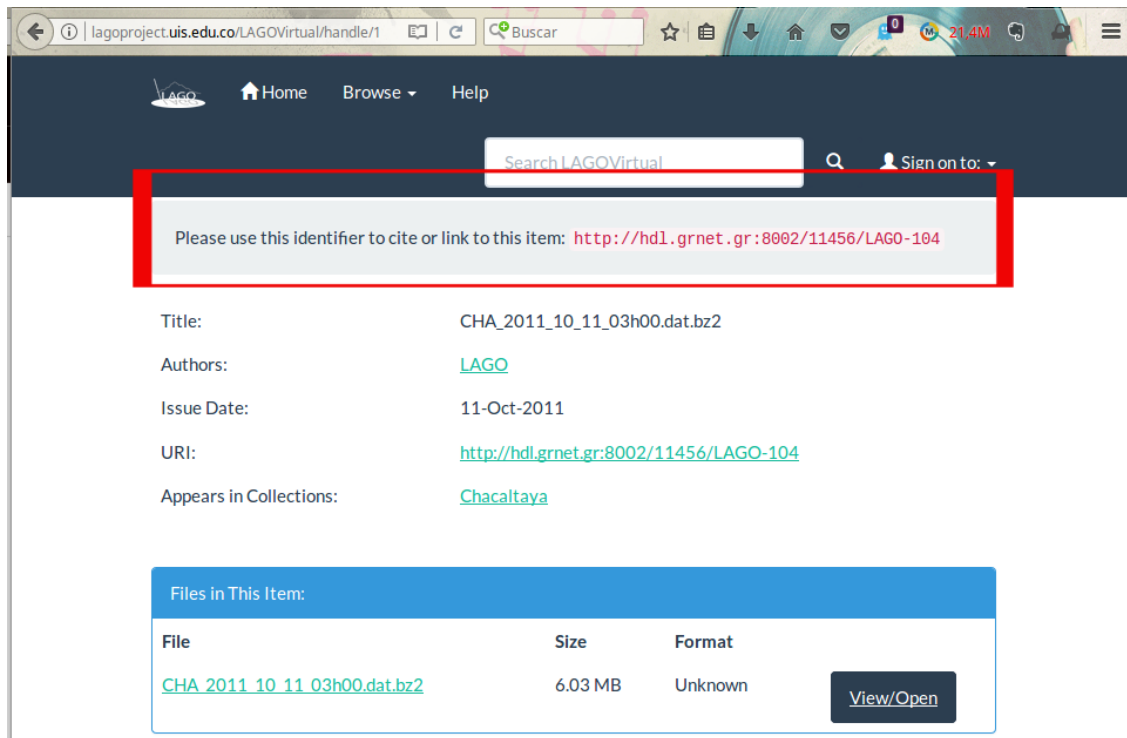 lagoproject.uis.edu.co/LAGOVirtual/handle/1 Buscar 0 21,4M
LAGO Home Browse Help
Search LAGOVirtual Sign on to:
Please use this identifier to cite or link to this item: http://hdl.grnet.gr:8002/11456/LAGO-104
Title: CHA_2011_10_11_03h00.dat.bz2
Authors: LAGO
Issue Date: 11-Oct-2011
URI: http://hdl.grnet.gr:8002/11456/LAGO-104
Appears in Collections: Chacaltaya
Files in This Item:
File Size Format
CHA_2011_10_11_03h00.dat.bz2 6.03 MB Unknown View/Open